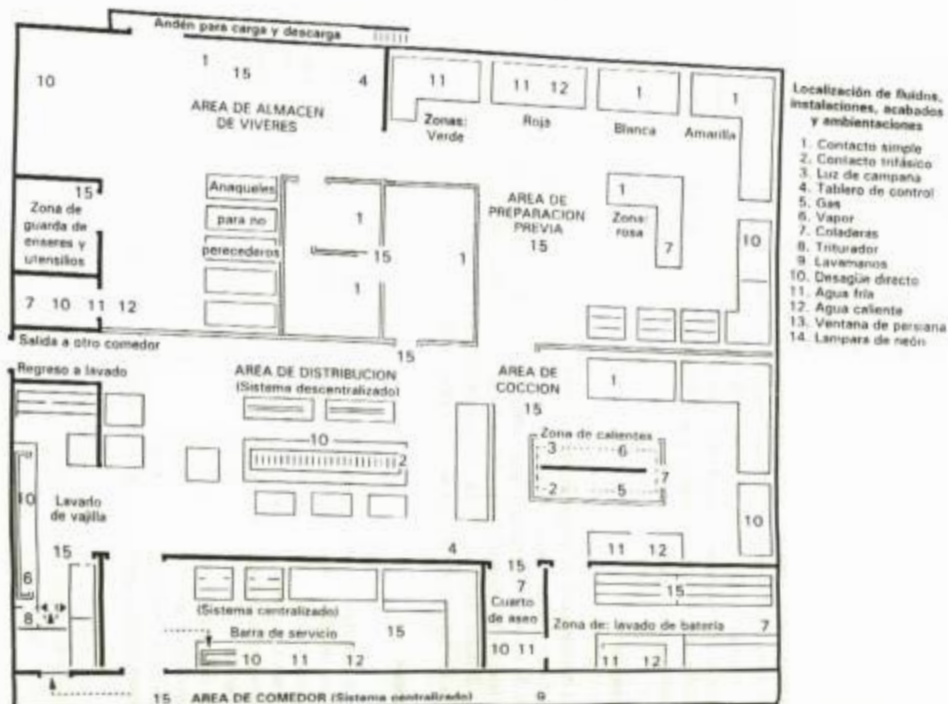 Andén para carga y descarga
10
1
15
4
AREA DE ALMACEN
DE VIVERES
11
11 12
1
1
Zonas:
Verde
Roja
Blanca
Amarilla
15
Zona de
guarda de
enseres y
utensilios
7 10 11 12
Anaqueles
para no
perecederos
1
15
1
1
AREA DE
PREPARACION
PREVIA
15
1
Zona:
rosa
7
10
Salida a otro comedor
15
Regreso a lavado
AREA DE DISTRIBUCION
(Sistema descentralizado)
10
2
AREA DE
COCCION
15
1
Zona de calientes
3 6
7
2 5
10
11 12
10
Lavado
de vajilla
15
6
8
4
(Sistema centralizado)
Barra de servicio
15
10 11 12
15
7
Cuarto
de aseo
10 11
15
Zona de: lavado de batería 7
11 12
15 AREA DE COMEDOR (Sistema centralizado) 9
Localización de fluidos,
instalaciones, acabados
y ambientaciones
1. Contacto simple
2. Contacto trifásico
3. Luz de campana
4. Tablero de control
5. Gas
6. Vapor
7. Coladeras
8. Triturador
9. Lavamanos
10. Desagüe directo
11. Agua fría
12. Agua caliente
13. Ventana de persiana
14. Lampara de neón